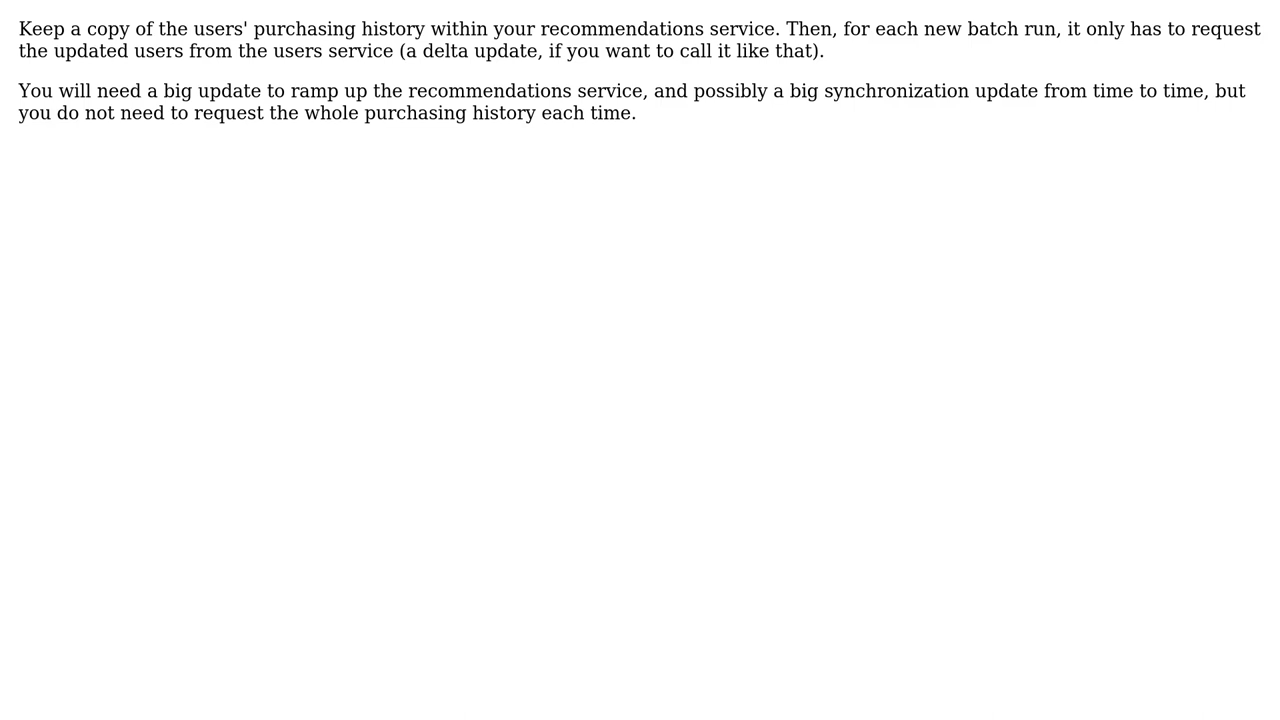 Keep a copy of the users' purchasing history within your recommendations service. Then, for each new batch run, it only has to request
the updated users from the users service (a delta update, if you want to call it like that).
You will need a big update to ramp up the recommendations service, and possibly a big synchronization update from time to time, but
you do not need to request the whole purchasing history each time.